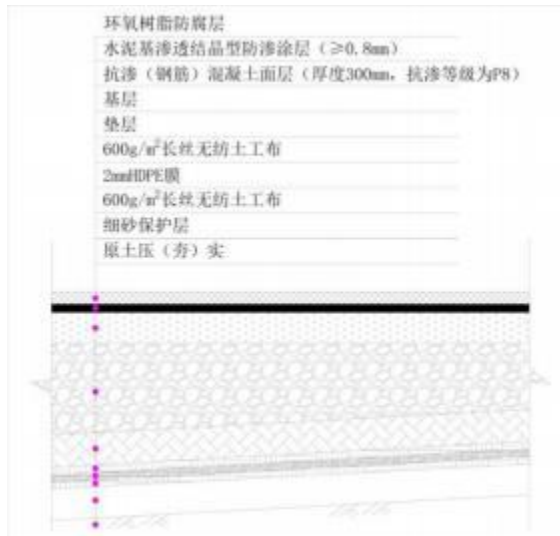 环氧树脂防腐层
水泥基渗透结晶型防渗涂层（≥0.8mm）
抗渗（钢筋）混凝土面层（厚度300mm，抗渗等级为P8）
基层
垫层
600g/m²长丝无纺土工布
2mmHDPE膜
600g/m²长丝无纺土工布
细砂保护层
原土压（夯）实